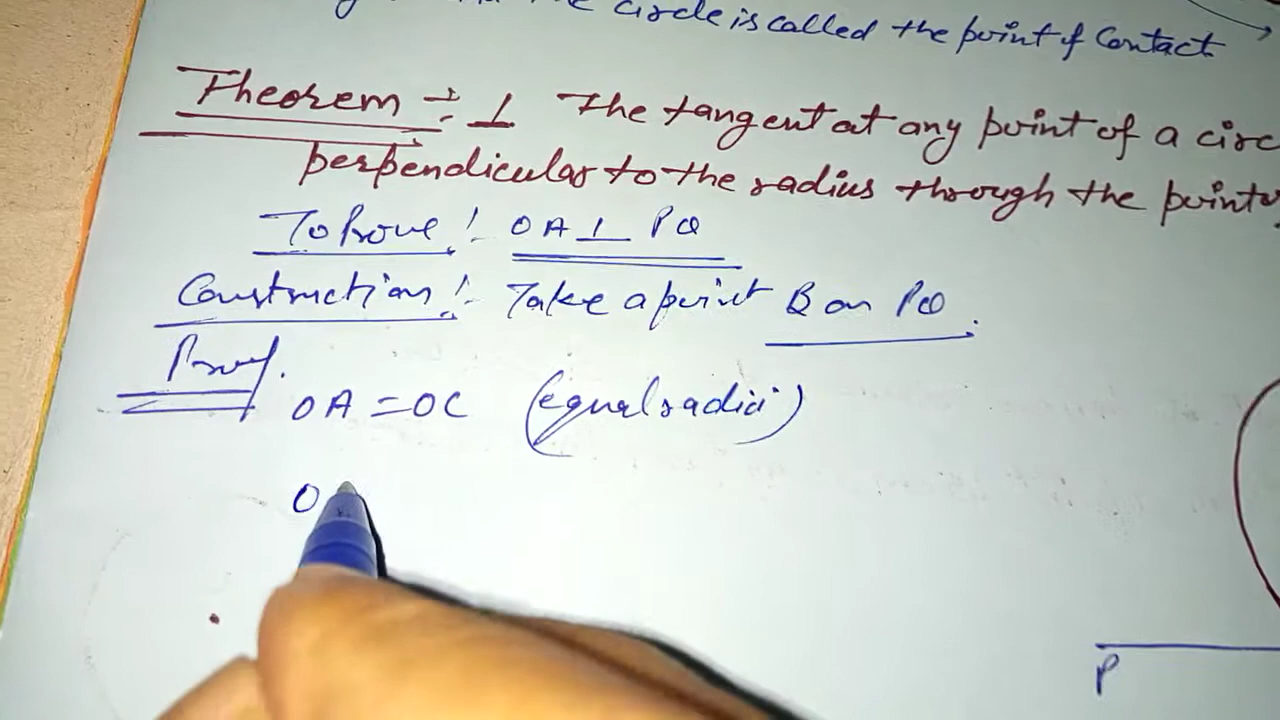 circle is called the point of Contact
Theorem ÷ 1 The tangent at any point of a circ
perpendicular to the radius through the point
To Prove :- OA ⊥ PQ
Construction :- Take a point B on PQ.
Proof.
OA = OC (equal radii)
O
P